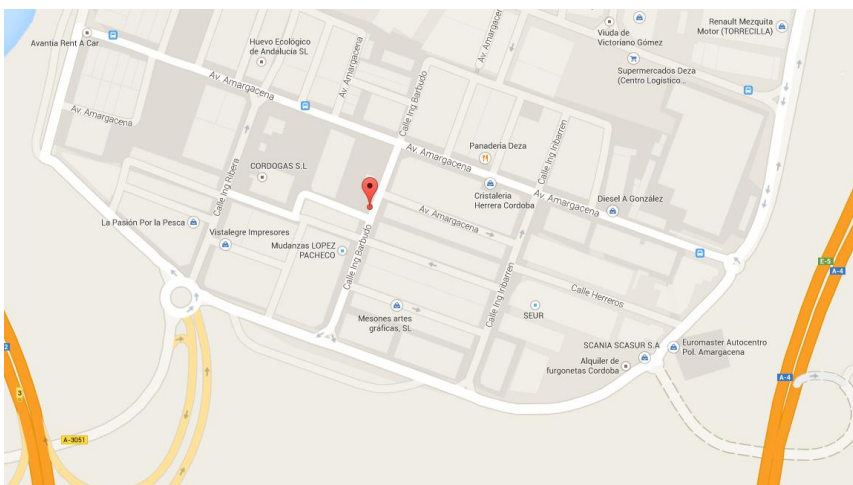 Avantia Rent A Car
Huevo Ecológico
de Andalucía SL
Av. Amargacena
Viuda de
Victoriano Gómez
Renault Mezquita
Motor (TORRECILLA)
Supermercados Deza
(Centro Logístico...
Av. Amargacena
Av. Amargacena
Av. Amargacena
Calle Ing Barbudo
Panadería Deza
Av. Amargacena
Calle Ing Iribarren
CORDOGAS S.L
Calle Ing Ribera
Cristaleria
Herrera Cordoba
Diesel A González
Av. Amargacena
La Pasión Por la Pesca
Vistalegre Impresores
Av. Amargacena
Mudanzas LOPEZ
PACHECO
Calle Ing Barbudo
E-5
A-4
Calle Ing Iribarren
Calle Herreros
Mesones artes
gráficas, SL
SEUR
SCANIA SCASUR S.A
Euromaster Autocentro
Pol. Amargacena
Alquiler de
furgonetas Cordoba
A-4
3
A-3051